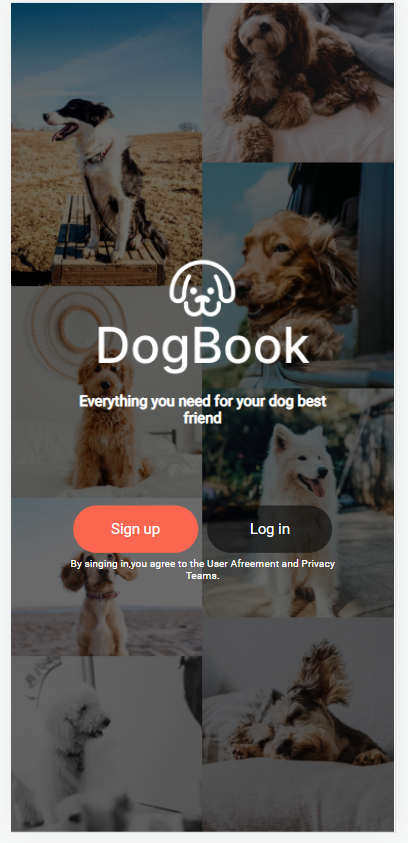 DogBook
Everything you need for your dog best
friend
Sign up
Log in
By singing in,you agree to the User Afreement and Privacy
Teams.